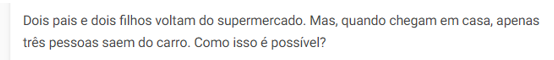 Dois pais e dois filhos voltam do supermercado. Mas, quando chegam em casa, apenas
três pessoas saem do carro. Como isso é possível?